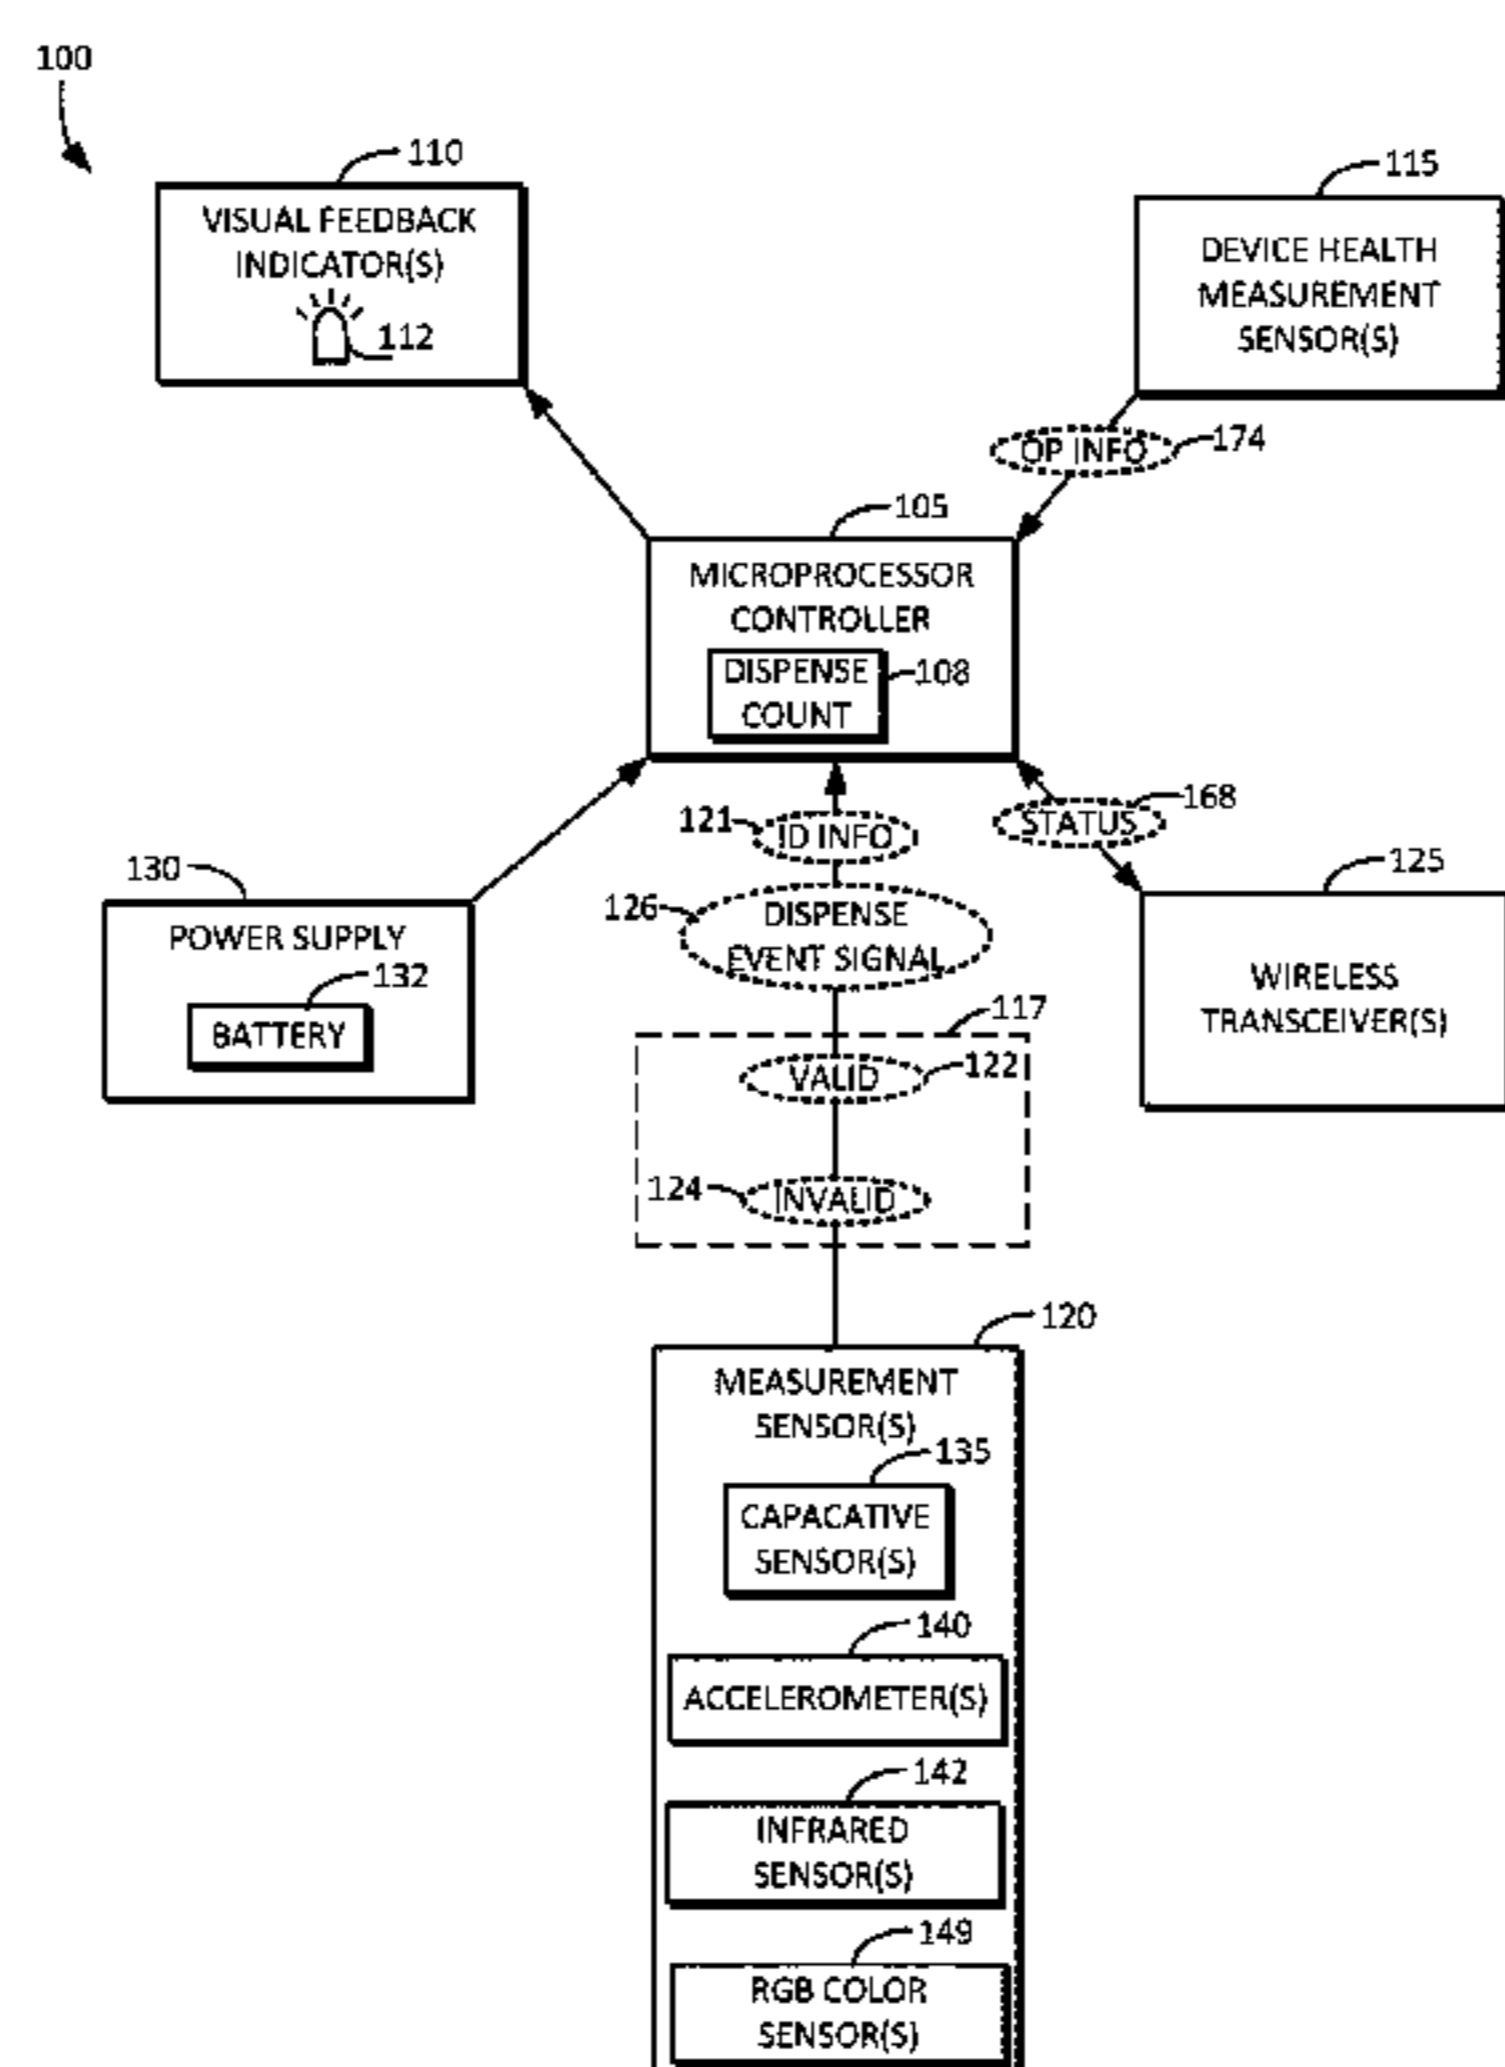 100
110
VISUAL FEEDBACK
INDICATOR(S)
112
115
DEVICE HEALTH
MEASUREMENT
SENSOR(S)
OP INFO
174
105
MICROPROCESSOR
CONTROLLER
DISPENSE
COUNT
108
121
ID INFO
STATUS
168
130
POWER SUPPLY
132
BATTERY
126
DISPENSE
EVENT SIGNAL
125
WIRELESS
TRANSCEIVER(S)
117
VALID
122
124
INVALID
120
MEASUREMENT
SENSOR(S)
135
CAPACATIVE
SENSOR(S)
140
ACCELEROMETER(S)
142
INFRARED
SENSOR(S)
149
RGB COLOR
SENSOR(S)